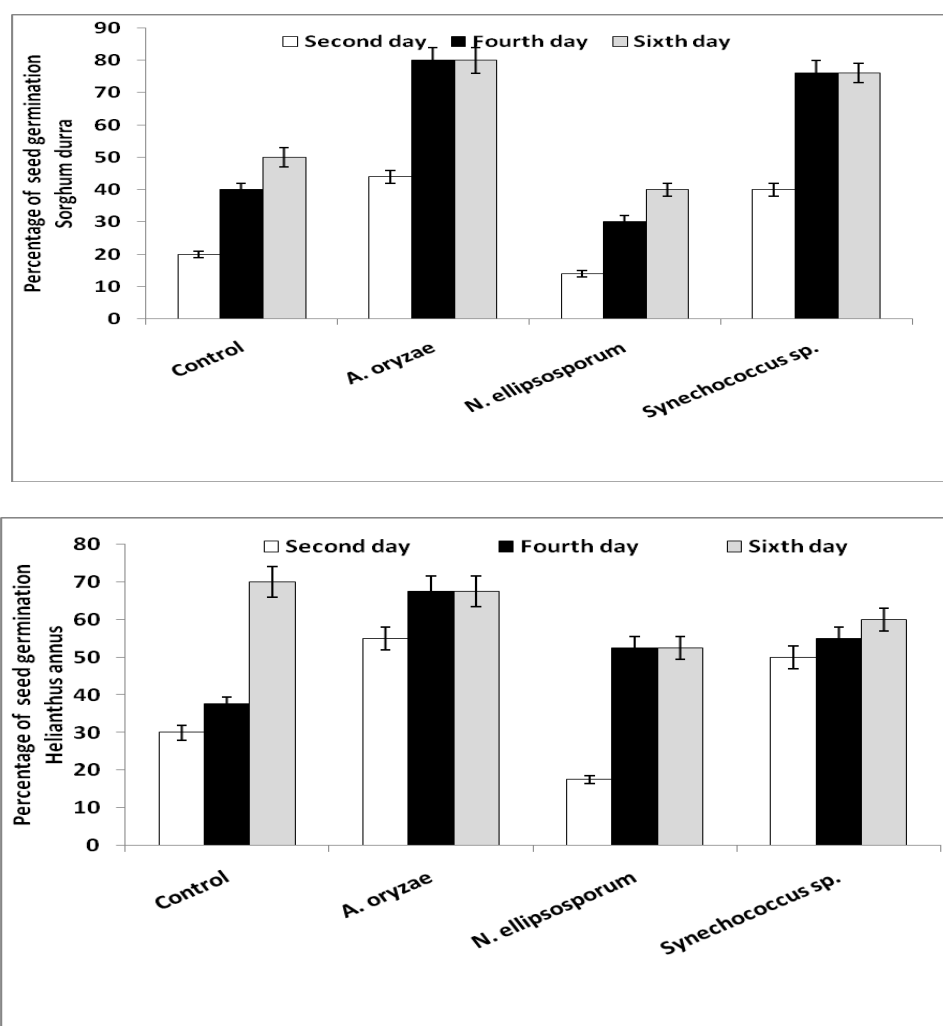 90
80
70
60
50
40
30
20
10
0
Percentage of seed germination
Sorghum durra
Second day Fourth day Sixth day
Control
A. oryzae
N. ellipsosporum
Synechococcus sp.
80
70
60
50
40
30
20
10
0
Percentage of seed germination
Helianthus annus
Second day Fourth day Sixth day
Control
A. oryzae
N. ellipsosporum
Synechococcus sp.